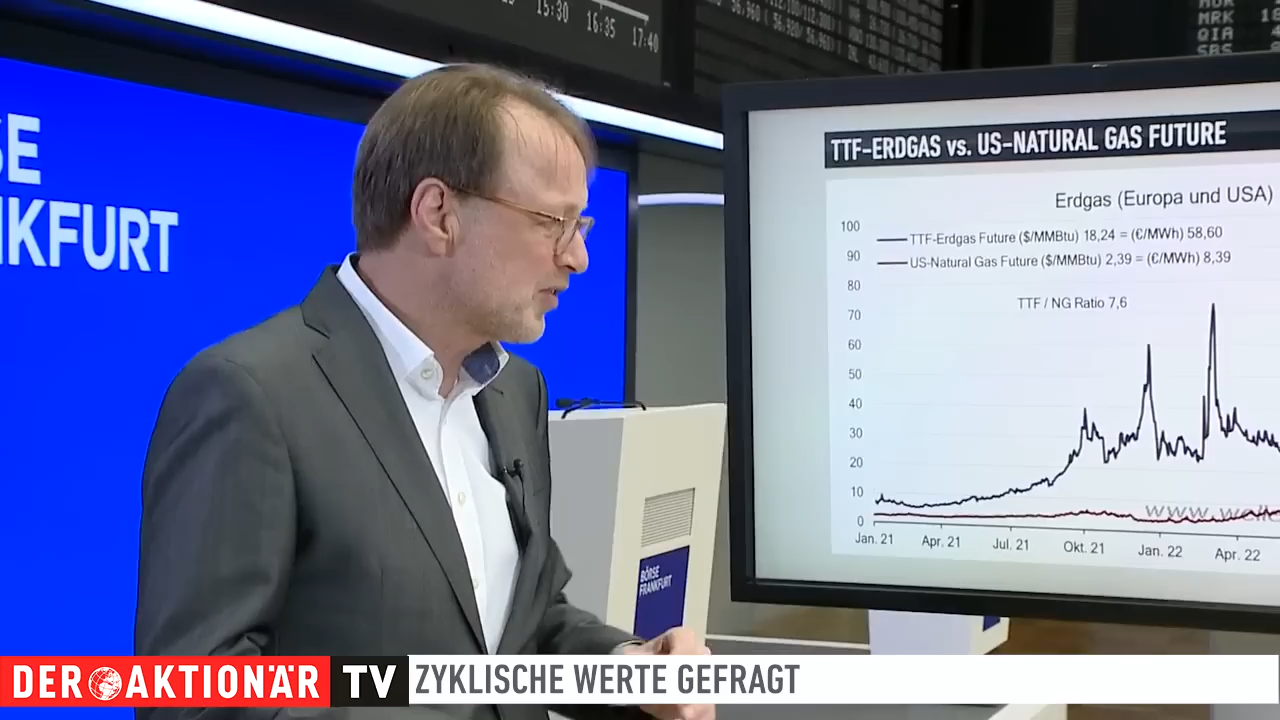 15:30
16:35
17:40
MRK
QIA
SBS
SE
NKFURT
TTF-ERDGAS vs. US-NATURAL GAS FUTURE
Erdgas (Europa und USA)
TTF-Erdgas Future ($/MMBtu) 18,24 = (€/MWh) 58,60
US-Natural Gas Future ($/MMBtu) 2,39 = (€/MWh) 8,39
TTF / NG Ratio 7,6
100
90
80
70
60
50
40
30
20
10
0
www.
Jan. 21 Apr. 21 Jul. 21 Okt. 21 Jan. 22 Apr. 22
BÖRSE
FRANKFURT
DER AKTIONÄR TV ZYKLISCHE WERTE GEFRAGT